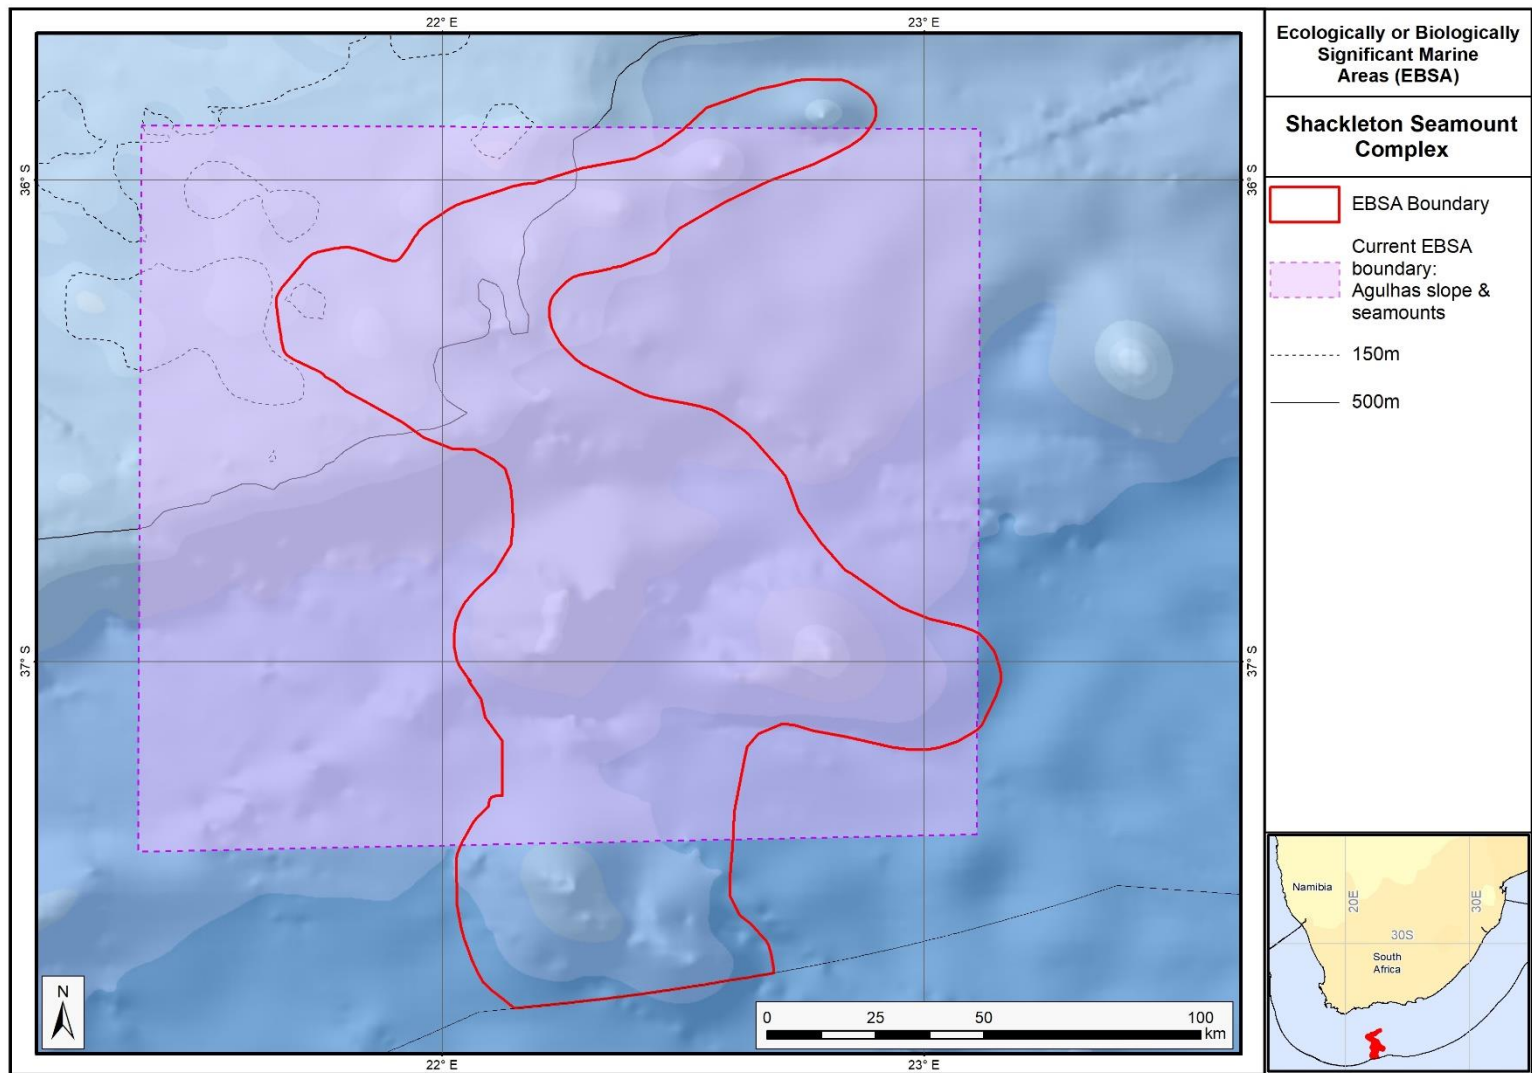 22° E
23° E
36° S
36° S
37° S
37° S
22° E
23° E
N
0
25
50
100
km
Ecologically or Biologically
Significant Marine
Areas (EBSA)
Shackleton Seamount
Complex
EBSA Boundary
Current EBSA
boundary:
Agulhas slope &
seamounts
150m
500m
Namibia
20E
30E
30S
South
Africa